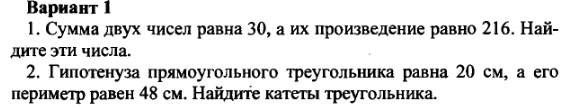 Вариант 1
1. Сумма двух чисел равна 30, а их произведение равно 216. Най-
дите эти числа.
2. Гипотенуза прямоугольного треугольника равна 20 см, а его
периметр равен 48 см. Найдите катеты треугольника.